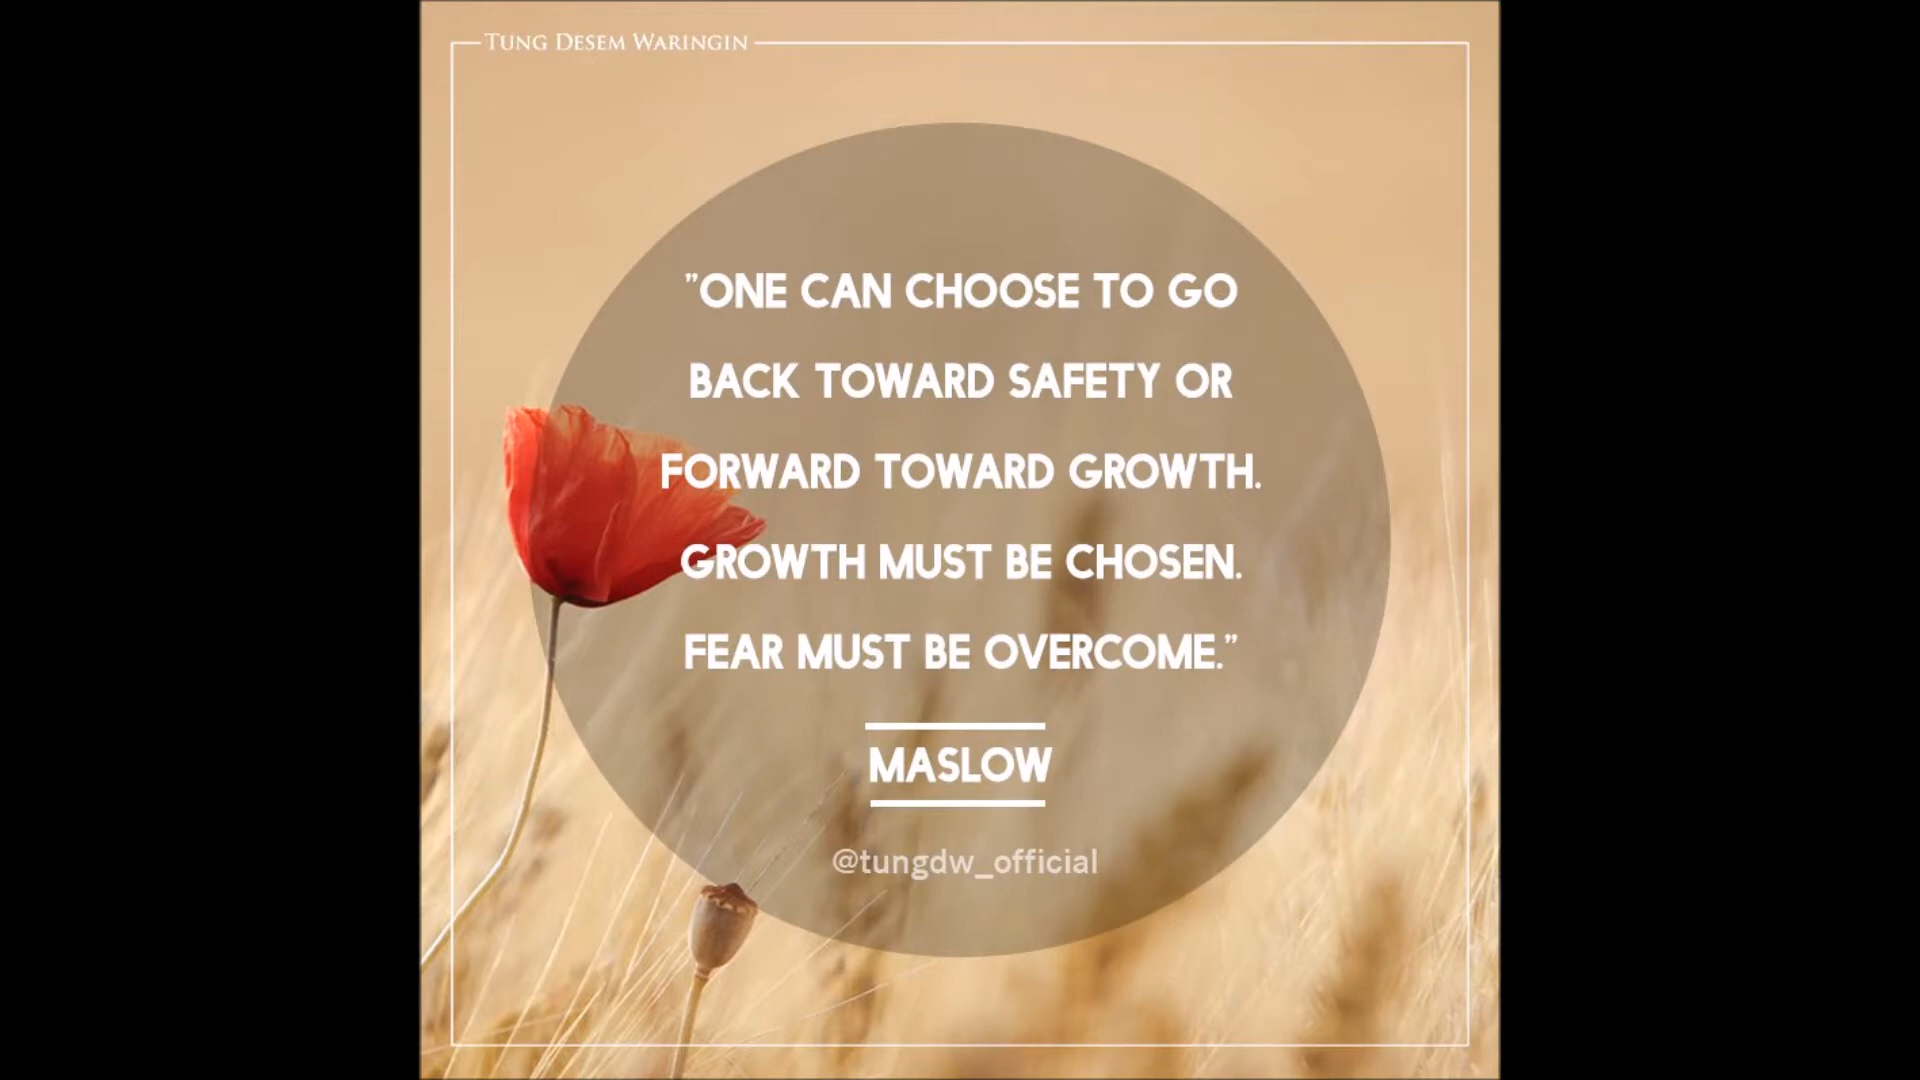 TUNG DESEM WARINGIN
"ONE CAN CHOOSE TO GO
BACK TOWARD SAFETY OR
FORWARD TOWARD GROWTH.
GROWTH MUST BE CHOSEN.
FEAR MUST BE OVERCOME."
MASLOW
@tungdw_official